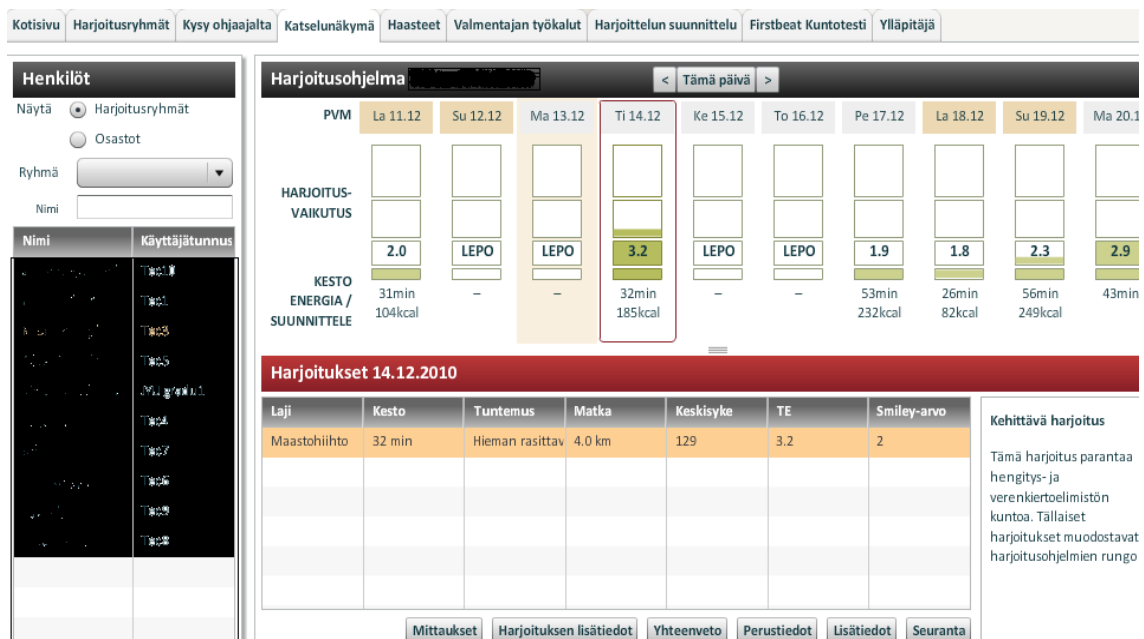 Kotisivu Harjoitusryhmät Kysy ohjaajalta Katselunäkymä Haasteet Valmentajan työkalut Harjoittelun suunnittelu Firstbeat Kuntotesti Ylläpitäjä
Henkilöt
Näytä Harjoitusryhmät
Osastot
Ryhmä
Nimi
Nimi Käyttäjätunnus
Harjoitusohjelma < Tämä päivä >
PVM La 11.12 Su 12.12 Ma 13.12 Ti 14.12 Ke 15.12 To 16.12 Pe 17.12 La 18.12 Su 19.12 Ma 20.1
HARJOITUS-
VAIKUTUS
2.0 LEPO LEPO 3.2 LEPO LEPO 1.9 1.8 2.3 2.9
KESTO
ENERGIA /
SUUNNITTELE
31min – – 32min – – 53min 26min 56min 43min
104kcal 185kcal 232kcal 82kcal 249kcal
Harjoitukset 14.12.2010
Laji Kesto Tuntemus Matka Keskisyke TE Smiley-arvo
Maastohiihto 32 min Hieman rasittav 4.0 km 129 3.2 2
Kehittävä harjoitus
Tämä harjoitus parantaa
hengitys- ja
verenkiertoelimistön
kuntoa. Tällaiset
harjoitukset muodostavat
harjoitusohjelmien rungo
Mittaukset Harjoituksen lisätiedot Yhteenveto Perustiedot Lisätiedot Seuranta